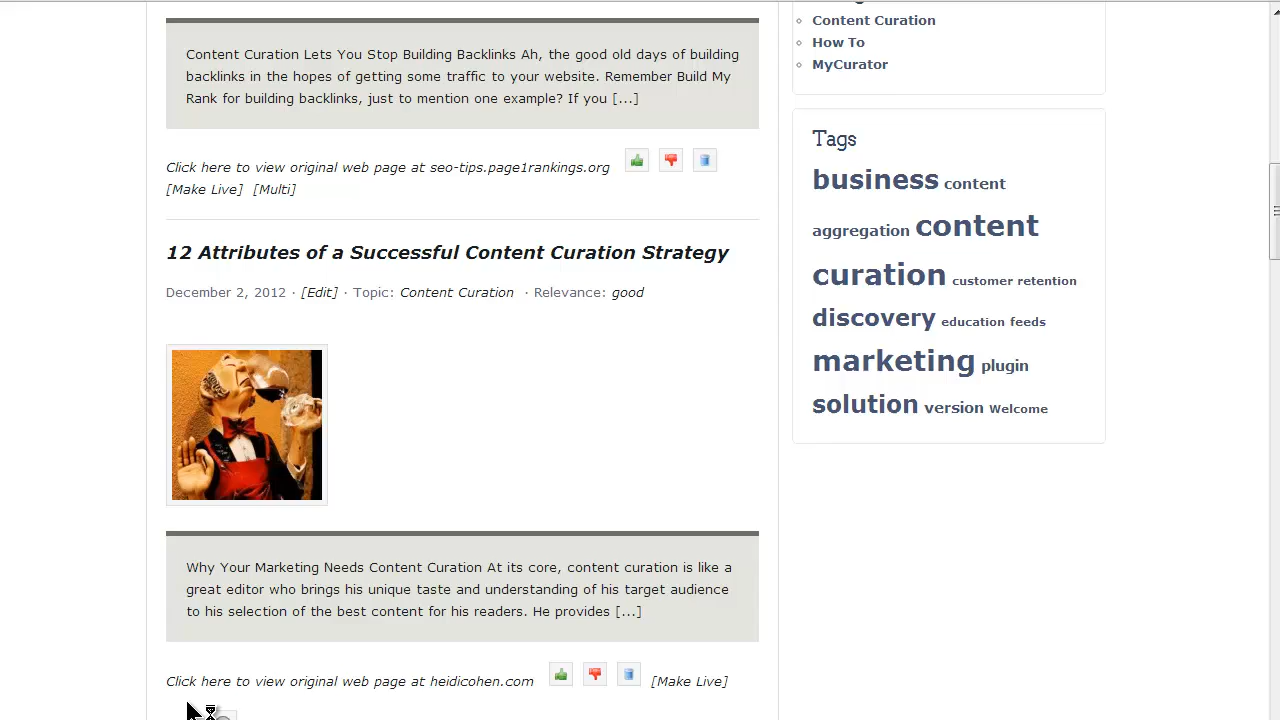 Content Curation Lets You Stop Building Backlinks Ah, the good old days of building
backlinks in the hopes of getting some traffic to your website. Remember Build My
Rank for building backlinks, just to mention one example? If you [...]
Click here to view original web page at seo-tips.page1rankings.org
[Make Live] [Multi]
12 Attributes of a Successful Content Curation Strategy
December 2, 2012 · [Edit] · Topic: Content Curation · Relevance: good
Why Your Marketing Needs Content Curation At its core, content curation is like a
great editor who brings his unique taste and understanding of his target audience
to his selection of the best content for his readers. He provides [...]
Click here to view original web page at heidicohen.com [Make Live]
Content Curation
How To
MyCurator
Tags
business content
aggregation content
curation customer retention
discovery education feeds
marketing plugin
solution version Welcome